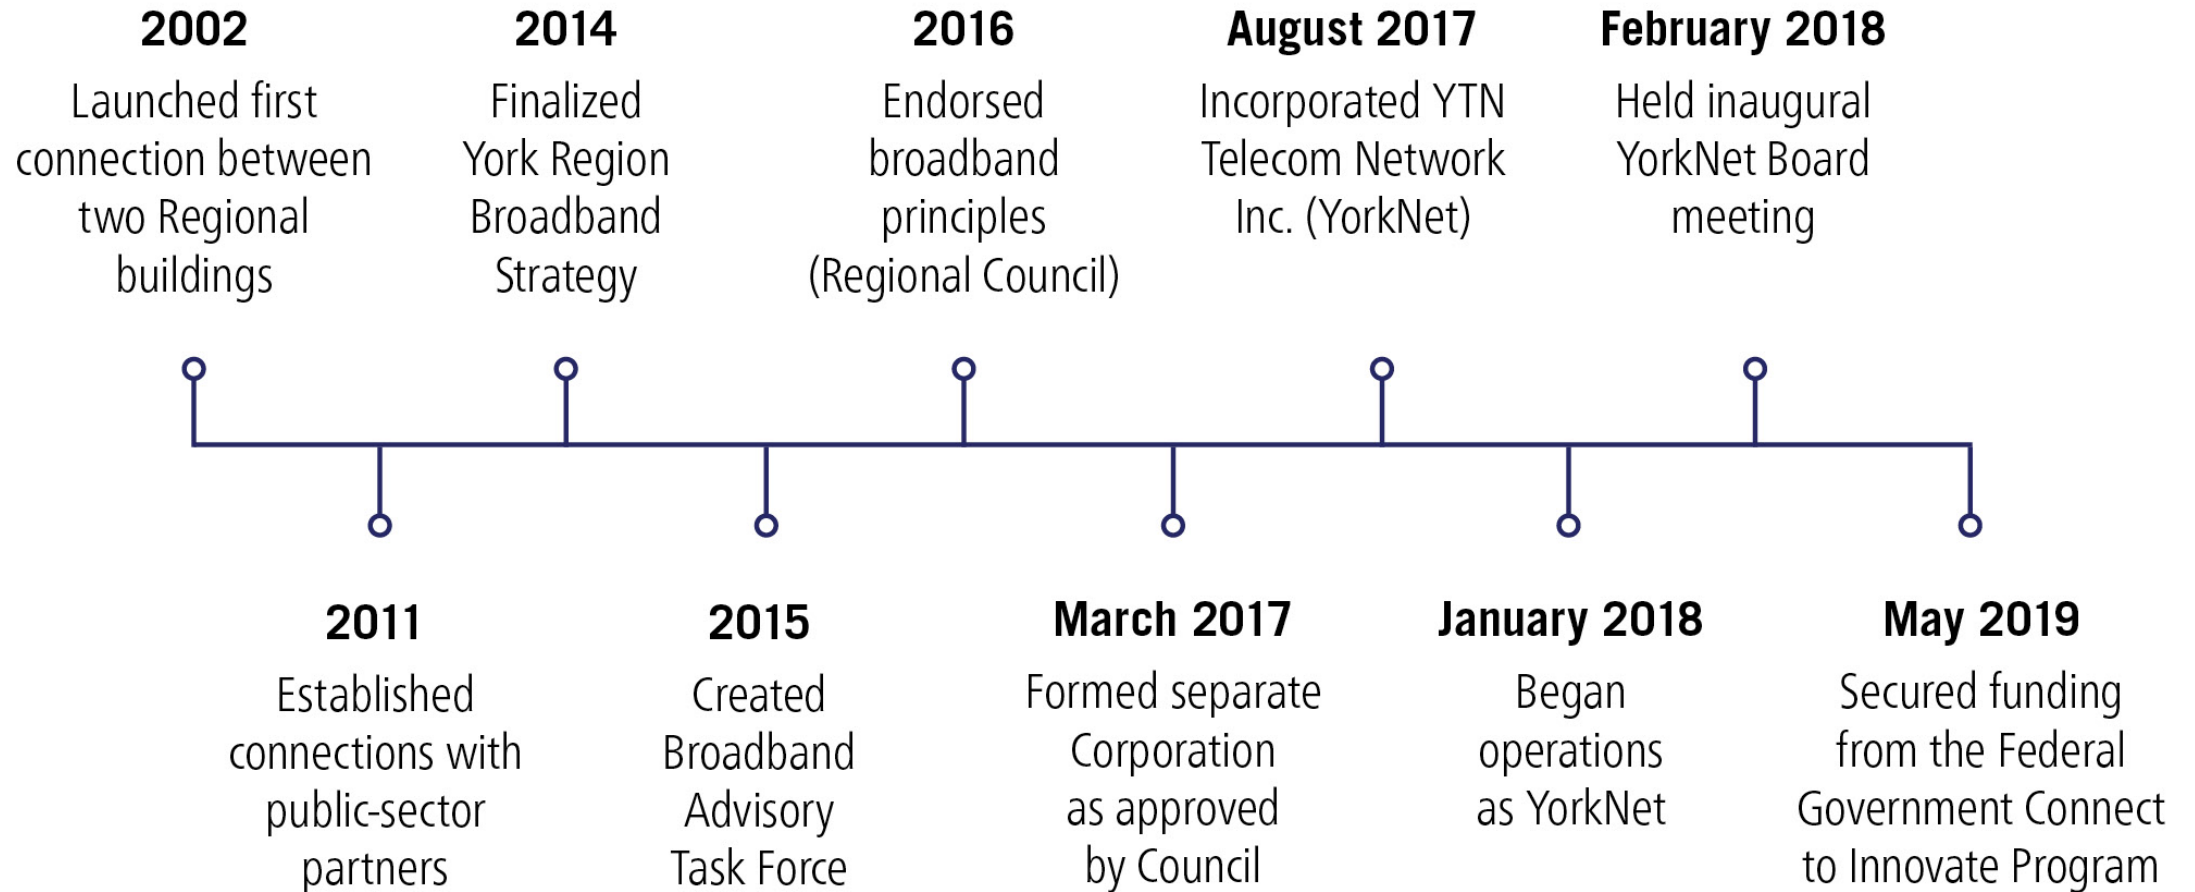 2002
Launched first
connection between
two Regional
buildings
2014
Finalized
York Region
Broadband
Strategy
2016
Endorsed
broadband
principles
(Regional Council)
August 2017
Incorporated YTN
Telecom Network
Inc. (YorkNet)
February 2018
Held inaugural
YorkNet Board
meeting
2011
Established
connections with
public-sector
partners
2015
Created
Broadband
Advisory
Task Force
March 2017
Formed separate
Corporation
as approved
by Council
January 2018
Began
operations
as YorkNet
May 2019
Secured funding
from the Federal
Government Connect
to Innovate Program